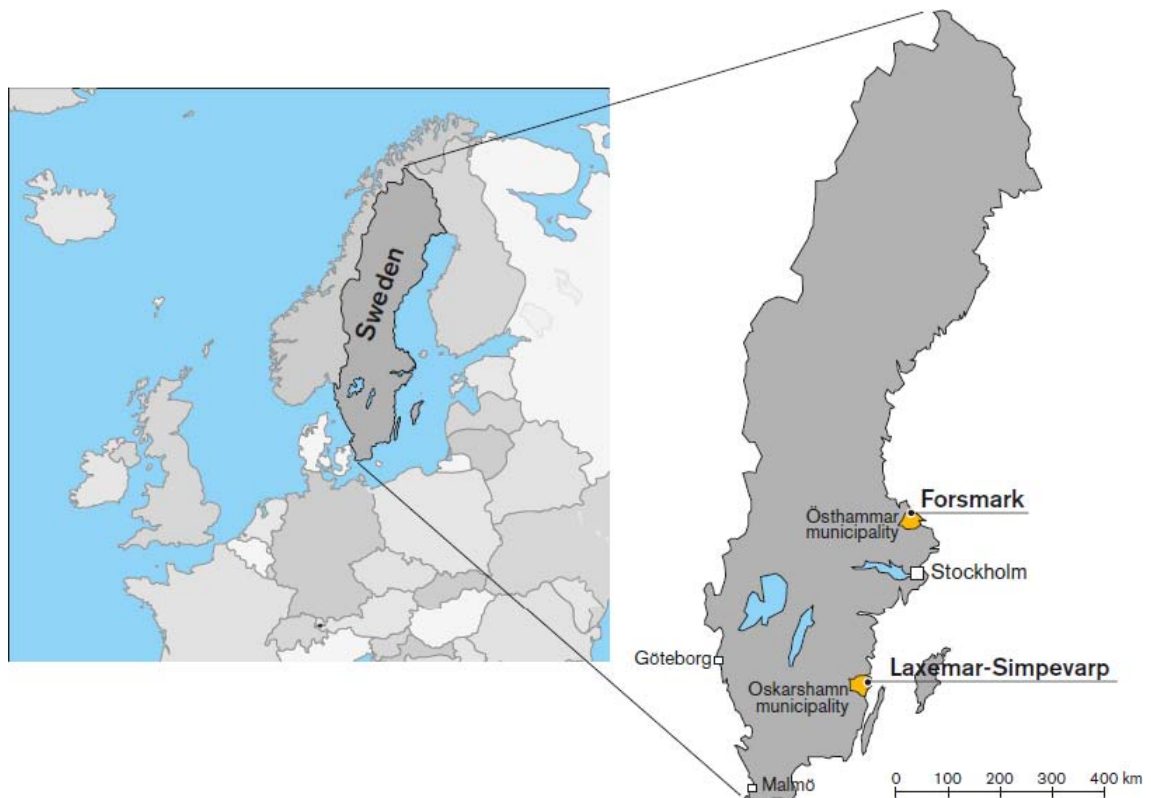 Sweden
Forsmark
Östhammar
municipality
Stockholm
Göteborg
Laxemar-Simpevarp
Oskarshamn
municipality
Malmö
0 100 200 300 400 km